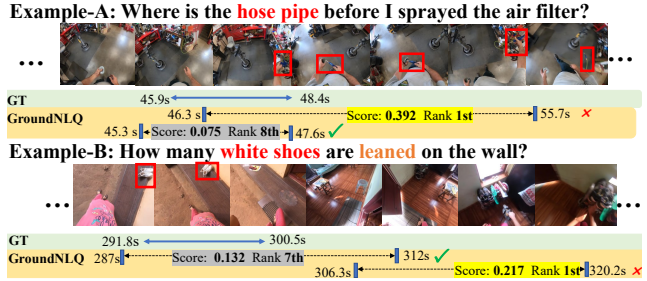 Example-A: Where is the hose pipe before I sprayed the air filter?
... ...
GT 45.9s 48.4s
GroundNLQ 46.3 s Score: 0.392 Rank 1st 55.7s ×
45.3 s Score: 0.075 Rank 8th 47.6s ✓
Example-B: How many white shoes are leaned on the wall?
... ...
GT 291.8s 300.5s
GroundNLQ 287s Score: 0.132 Rank 7th 312s ✓
306.3s Score: 0.217 Rank 1st 320.2s ×